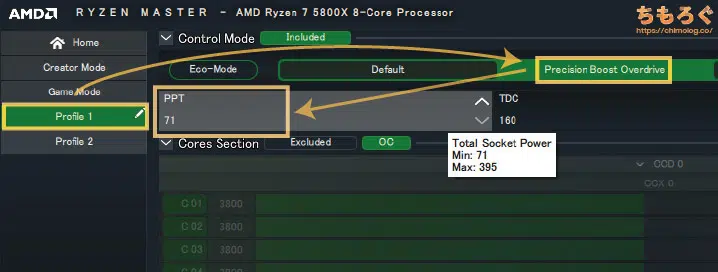 AMD RYZEN MASTER - AMD Ryzen 7 5800X 8-Core Processor
ちもろぐ
https://chimolog.co/
Home
Creator Mode
Game Mode
Profile 1
Profile 2
Control Mode Included
Eco-Mode Default Precision Boost Overdrive
PPT TDC
71 160
Total Socket Power
Min: 71
Max: 395
Cores Section Excluded OC
CCD 0
CCX 0
C 01 3800
C 02 3800
C 03 3800
C 04 3800